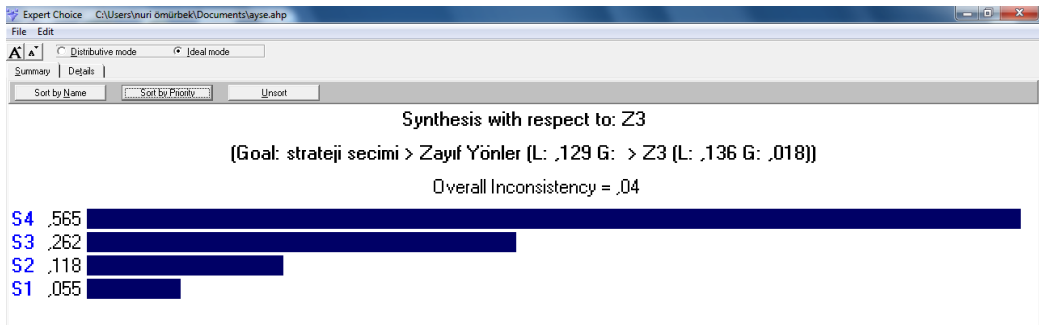 Expert Choice C:\Users\nuri ömürbek\Documents\ayse.ahp
File Edit
A A Distributive mode Ideal mode
Summary Details
Sort by Name Sort by Priority Unsort
Synthesis with respect to: Z3
(Goal: strateji secimi > Zayıf Yönler (L: ,129 G: > Z3 (L: ,136 G: ,018))
Overall Inconsistency = ,04
S4 ,565
S3 ,262
S2 ,118
S1 ,055